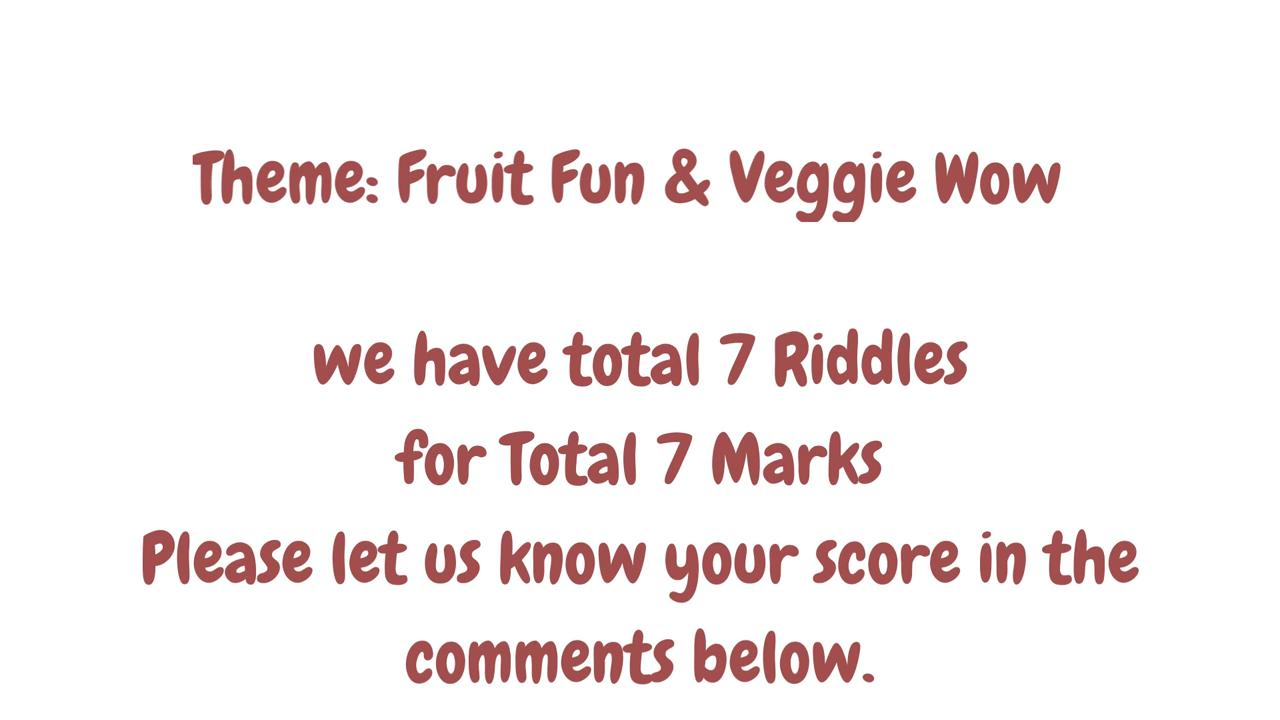 Theme: Fruit Fun & Veggie Wow
we have total 7 Riddles
for Total 7 Marks
Please let us know your score in the
comments below.